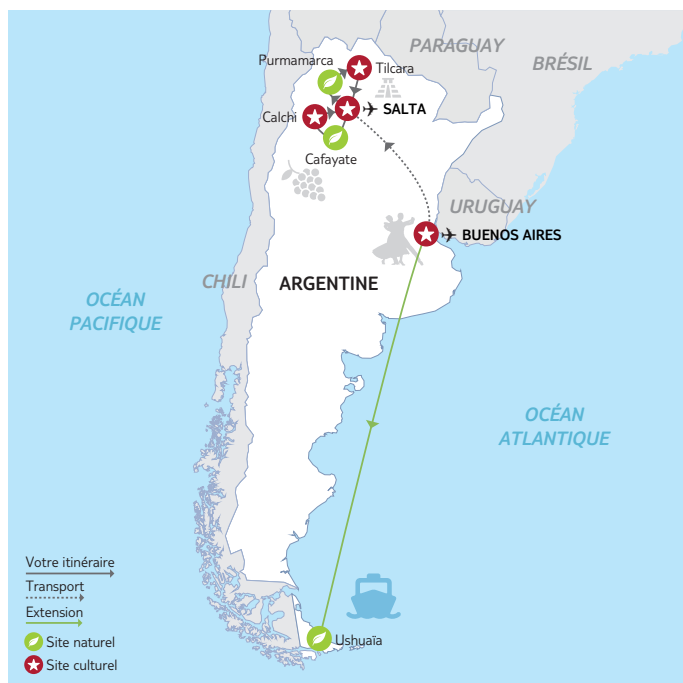 PARAGUAY
BRÉSIL
Purmamarca
Tilcara
SALTA
Calchi
Cafayate
URUGUAY
BUENOS AIRES
CHILI
ARGENTINE
OCÉAN
PACIFIQUE
OCÉAN
ATLANTIQUE
Votre itinéraire
Transport
Extension
Site naturel
Site culturel
Ushuaïa